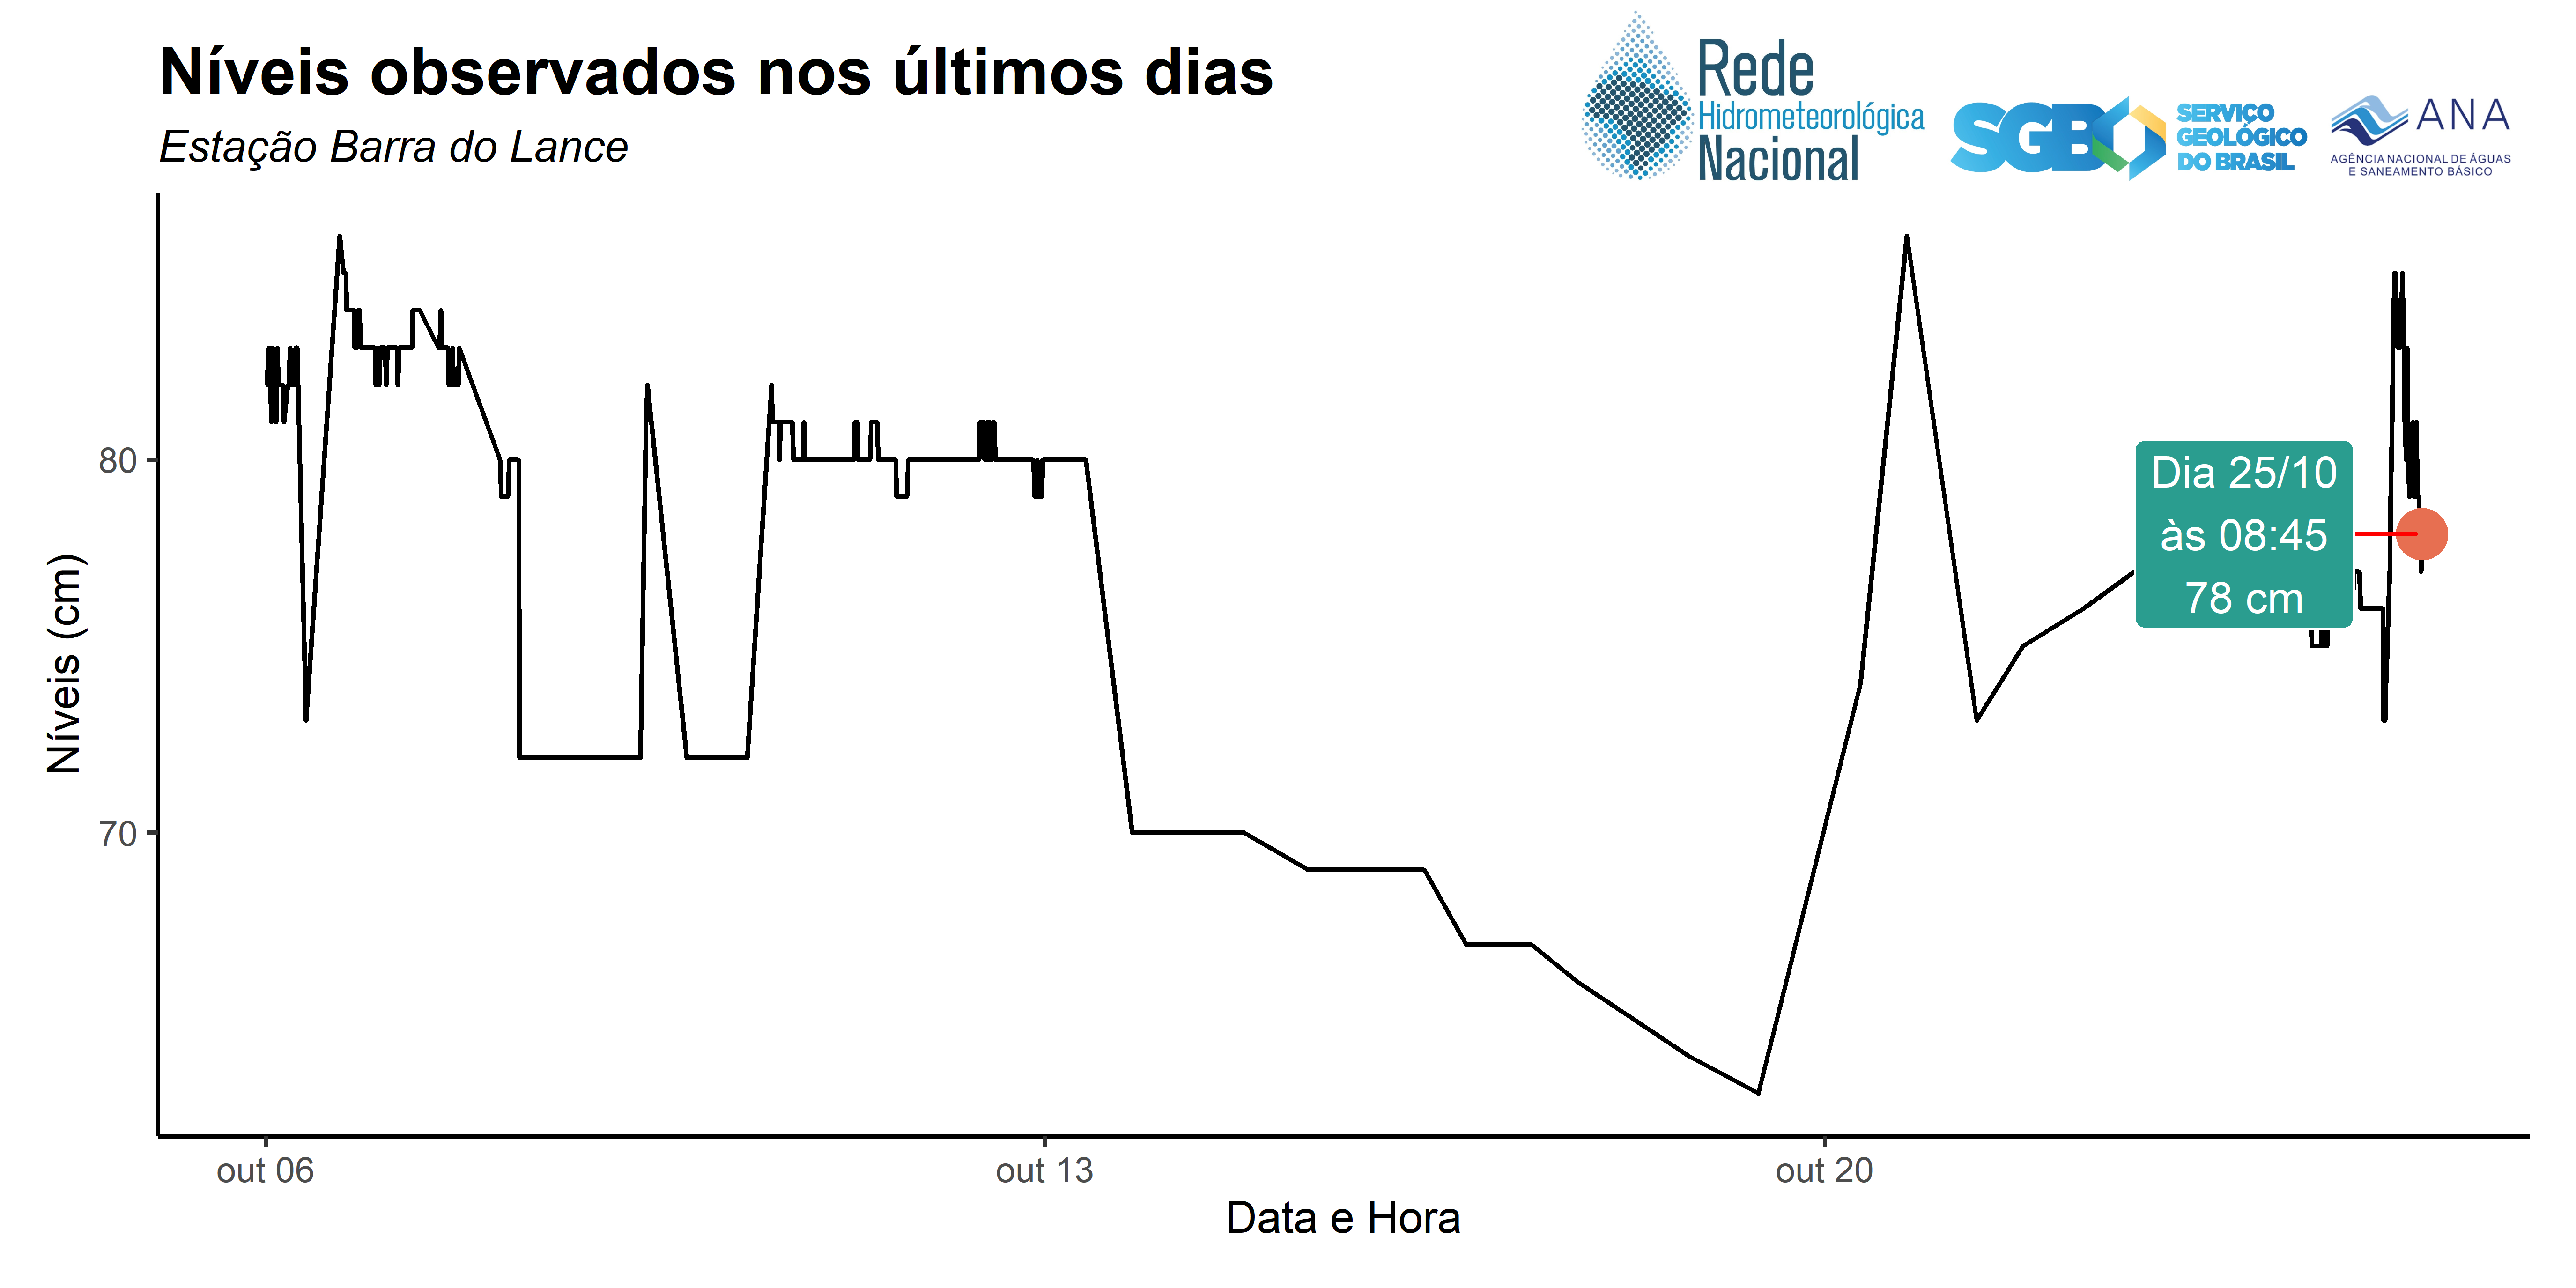 Níveis observados nos últimos dias
Estação Barra do Lance
Rede
Hidrometeorológica
Nacional
SGB
SERVIÇO
GEOLÓGICO
DO BRASIL
ANA
AGÊNCIA NACIONAL DE ÁGUAS
E SANEAMENTO BÁSICO
Níveis (cm)
80
70
Dia 25/10
às 08:45
78 cm
out 06
out 13
out 20
Data e Hora